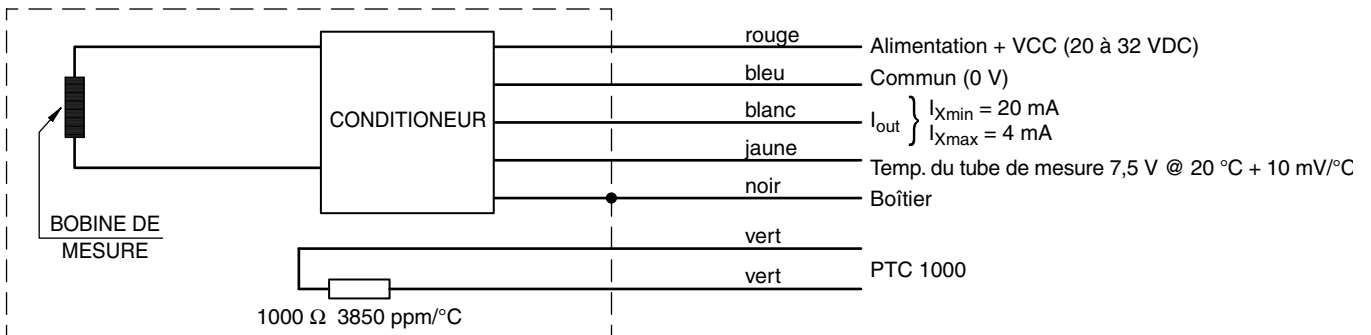 rouge
Alimentation + VCC (20 à 32 VDC)
bleu
Commun (0 V)
CONDITIONEUR
blanc
Iout } IXmin = 20 mA
IXmax = 4 mA
jaune
Temp. du tube de mesure 7,5 V @ 20 °C + 10 mV/°C
noir
Boîtier
BOBINE DE
MESURE
vert
vert
PTC 1000
1000 Ω 3850 ppm/°C